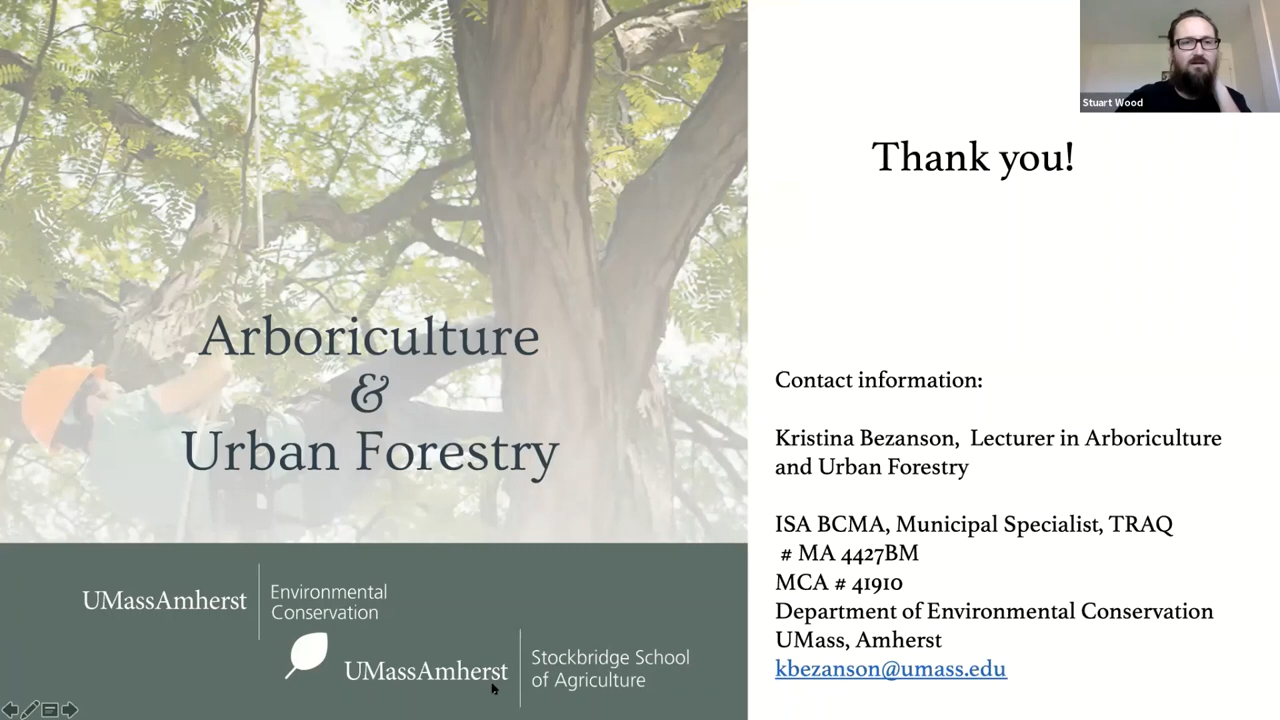 Arboriculture
&
Urban Forestry
UMassAmherst
Environmental
Conservation
UMassAmherst
Stockbridge School
of Agriculture
Stuart Wood
Thank you!
Contact information:
Kristina Bezanson,  Lecturer in Arboriculture
and Urban Forestry
ISA BCMA, Municipal Specialist, TRAQ
# MA 4427BM
MCA # 41910
Department of Environmental Conservation
UMass, Amherst
kbezanson@umass.edu